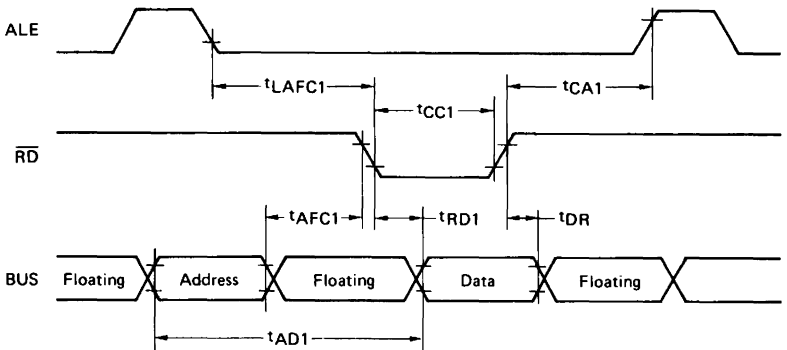 ALE
tLAFC1
tCC1
tCA1
RD
tAFC1
tRD1
tDR
BUS
Floating
Address
Floating
Data
Floating
tAD1